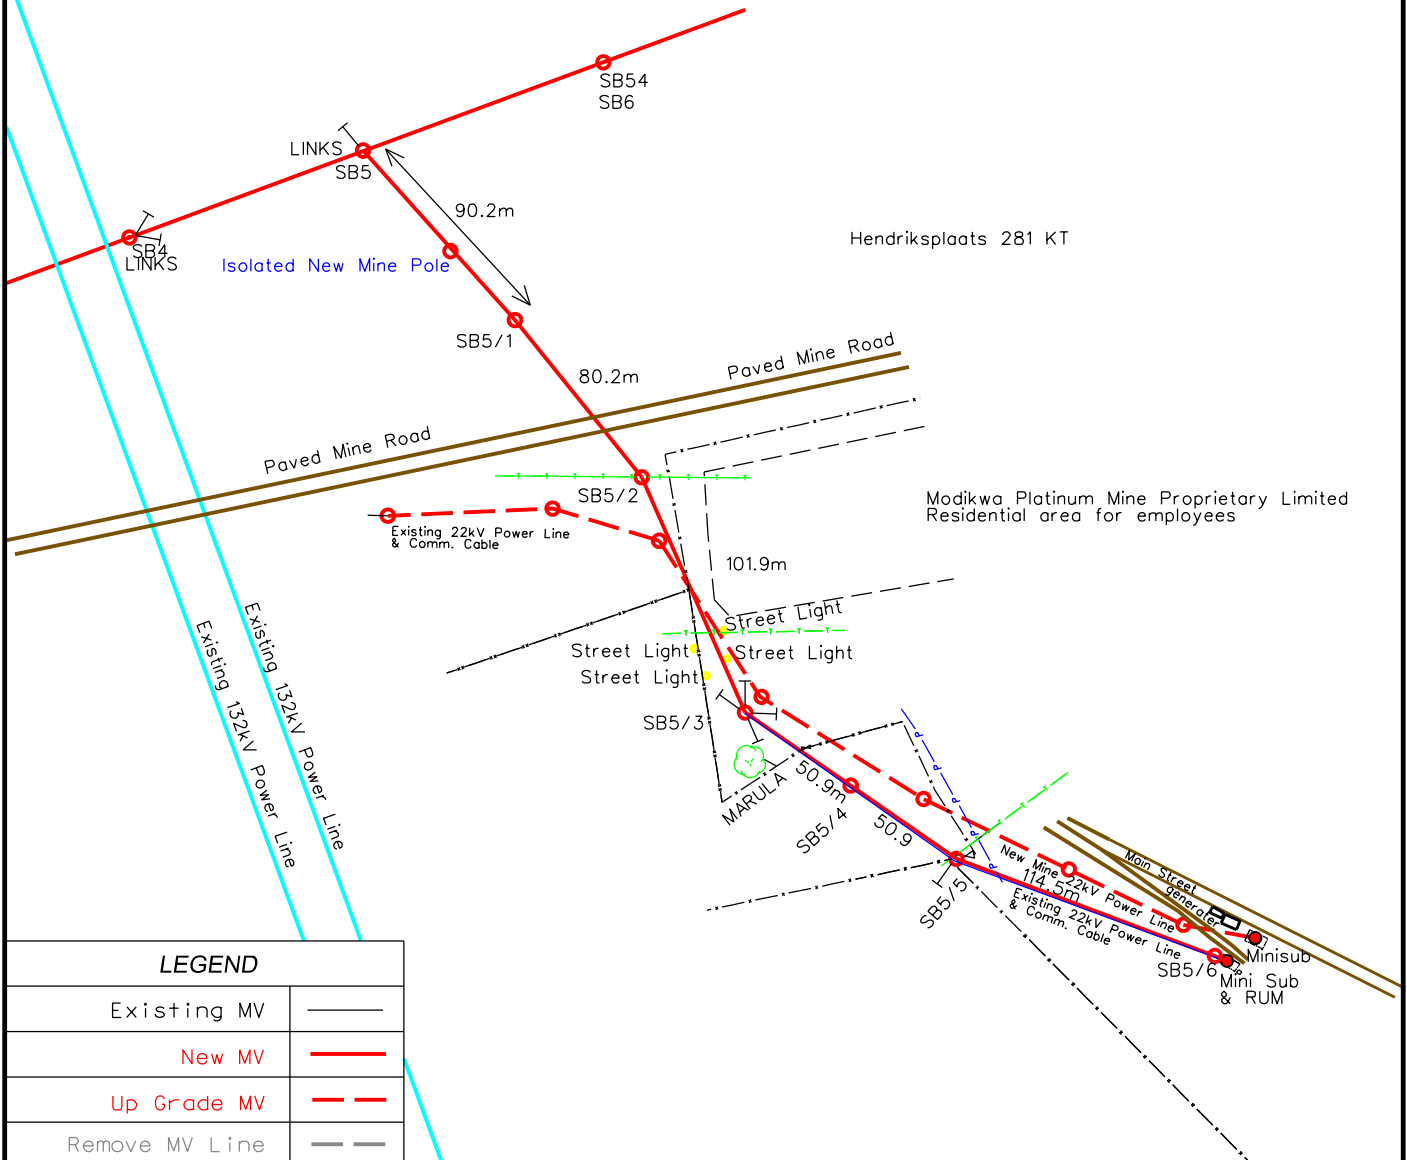 SB54
SB6
LINKS
SB5
90.2m
SB4
LINKS
Isolated New Mine Pole
Hendriksplaats 281 KT
SB5/1
80.2m
Paved Mine Road
Paved Mine Road
SB5/2
Modikwa Platinum Mine Proprietary Limited
Residential area for employees
Existing 22kV Power Line
& Comm. Cable
101.9m
Street Light
Street Light
Street Light
Street Light
Existing 132kV Power Line
Existing 132kV Power Line
SB5/3
MARULA
50.9m
SB5/4
50.9
P
P
P
P
P
SB5/5
New Mine 22kV Power Line
114.5m
Existing 22kV Power Line
& Comm. Cable
Main Street
generater
SB5/6
Minisub
Mini Sub
& RUM
LEGEND
Existing MV
New MV
Up Grade MV
Remove MV Line